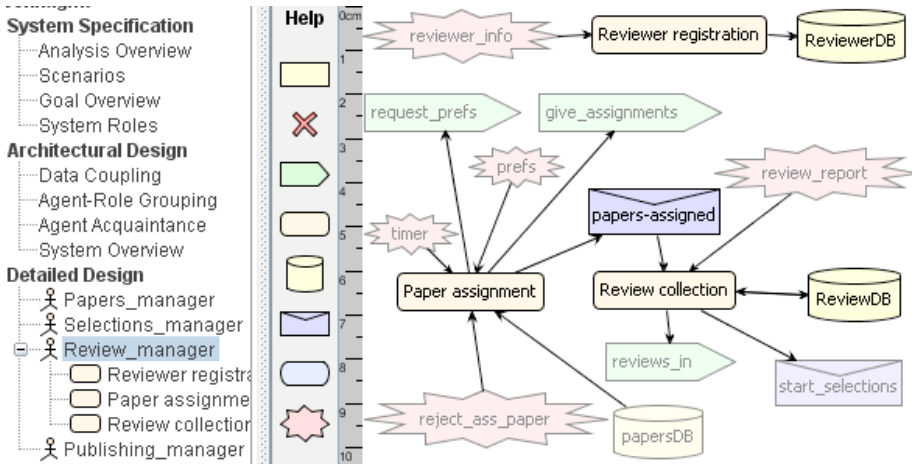 System Specification
Analysis Overview
Scenarios
Goal Overview
System Roles
Architectural Design
Data Coupling
Agent-Role Grouping
Agent Acquaintance
System Overview
Detailed Design
Papers_manager
Selections_manager
Review_manager
Reviewer registra
Paper assignme
Review collection
Publishing_manager
Help
0cm
1
2
3
4
5
6
7
8
9
10
reviewer_info
Reviewer registration
ReviewerDB
request_prefs
give_assignments
prefs
review_report
papers-assigned
timer
Paper assignment
Review collection
ReviewDB
reviews_in
start_selections
reject_ass_paper
papersDB